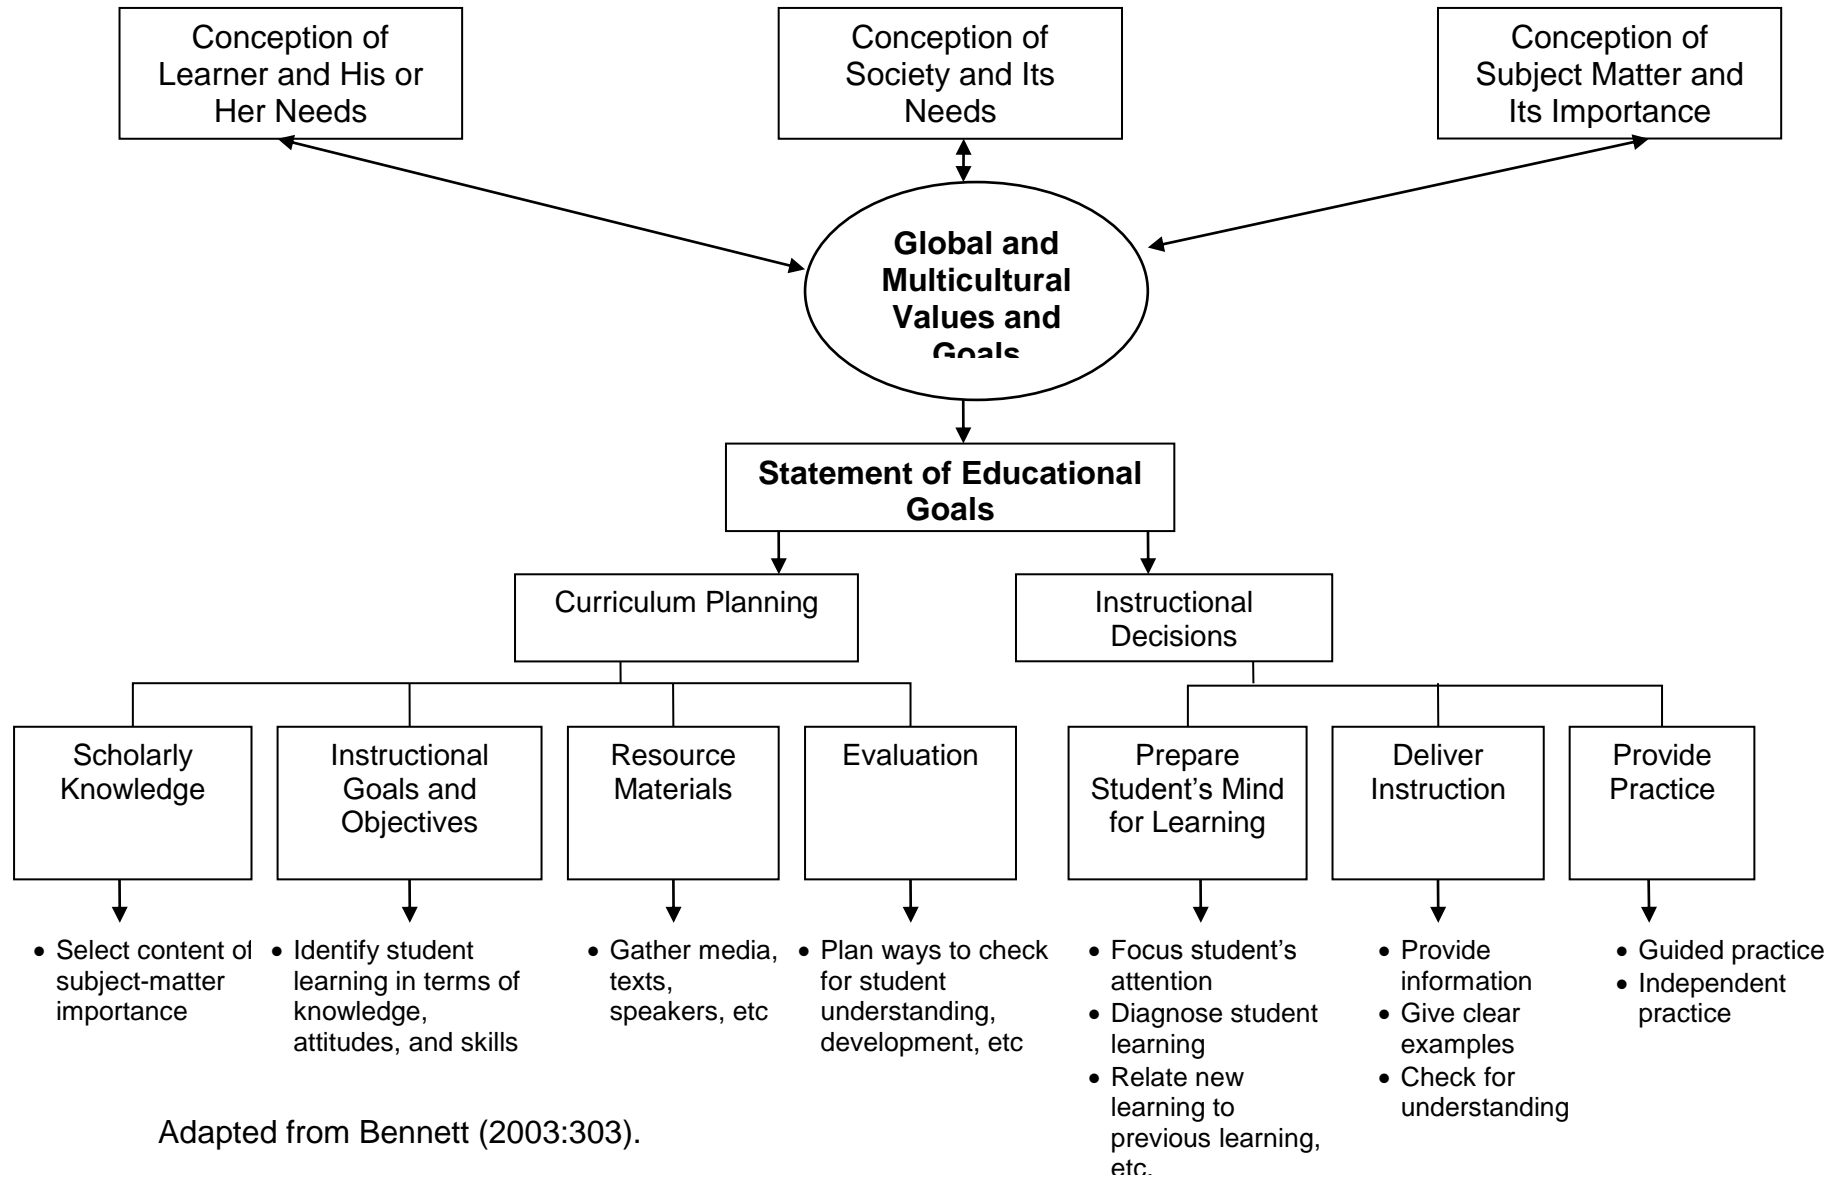 Conception of
Learner and His or
Her Needs
Conception of
Society and Its
Needs
Conception of
Subject Matter and
Its Importance
Global and
Multicultural
Values and
Goals
Statement of Educational
Goals
Curriculum Planning
Instructional
Decisions
Scholarly
Knowledge
Instructional
Goals and
Objectives
Resource
Materials
Evaluation
Prepare
Student’s Mind
for Learning
Deliver
Instruction
Provide
Practice
• Select content of
subject-matter
importance
• Identify student
learning in terms of
knowledge,
attitudes, and skills
• Gather media,
texts,
speakers, etc
• Plan ways to check
for student
understanding,
development, etc
• Focus student’s
attention
• Diagnose student
learning
• Relate new
learning to
previous learning,
etc.
• Provide
information
• Give clear
examples
• Check for
understanding
• Guided practice
• Independent
practice
Adapted from Bennett (2003:303).